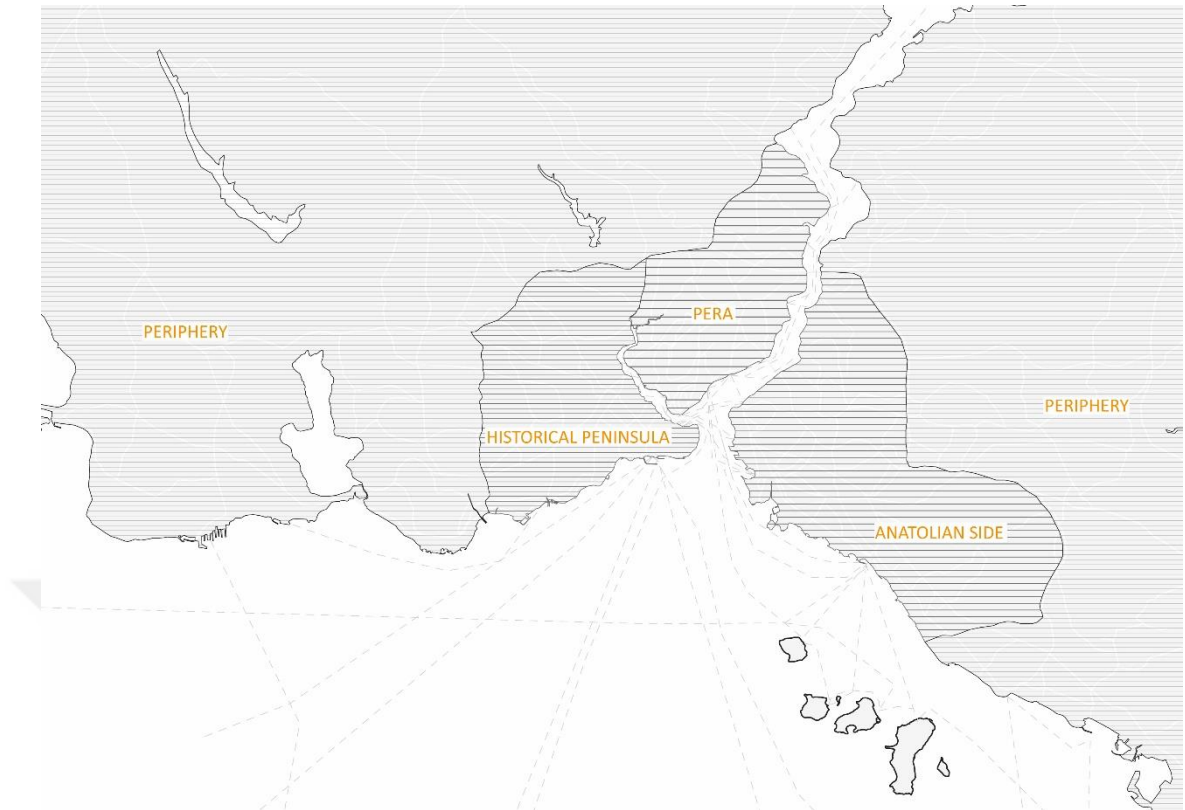 PERA
PERIPHERY
PERIPHERY
HISTORICAL PENINSULA
ANATOLIAN SIDE